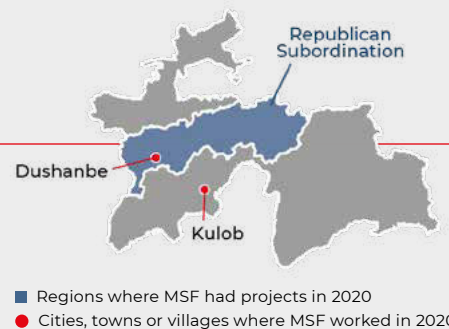 Republican
Subordination
Dushanbe
Kulob
Regions where MSF had projects in 2020
Cities, towns or villages where MSF worked in 2020